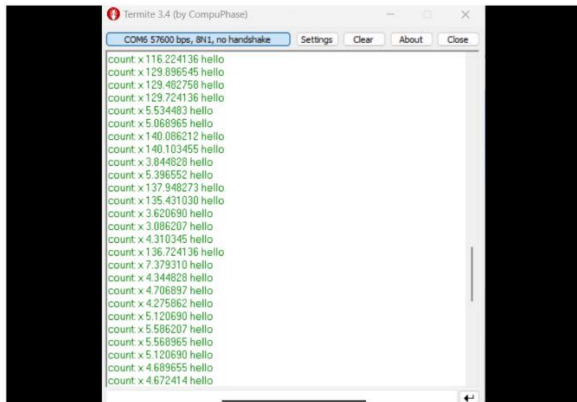 Termite 3.4 (by CompuPhase)
COM6 57600 bps, 8N1, no handshake Settings Clear About Close
count: x 116.224136 hello
count: x 129.896545 hello
count: x 129.482758 hello
count: x 129.724136 hello
count: x 5.534483 hello
count: x 5.068965 hello
count: x 140.086212 hello
count: x 140.103455 hello
count: x 3.844828 hello
count: x 5.396552 hello
count: x 137.948273 hello
count: x 135.431030 hello
count: x 3.620690 hello
count: x 3.086207 hello
count: x 4.310345 hello
count: x 136.724136 hello
count: x 7.379310 hello
count: x 4.344828 hello
count: x 4.706897 hello
count: x 4.275862 hello
count: x 5.120690 hello
count: x 5.586207 hello
count: x 5.568965 hello
count: x 5.120690 hello
count: x 4.689655 hello
count: x 4.672414 hello